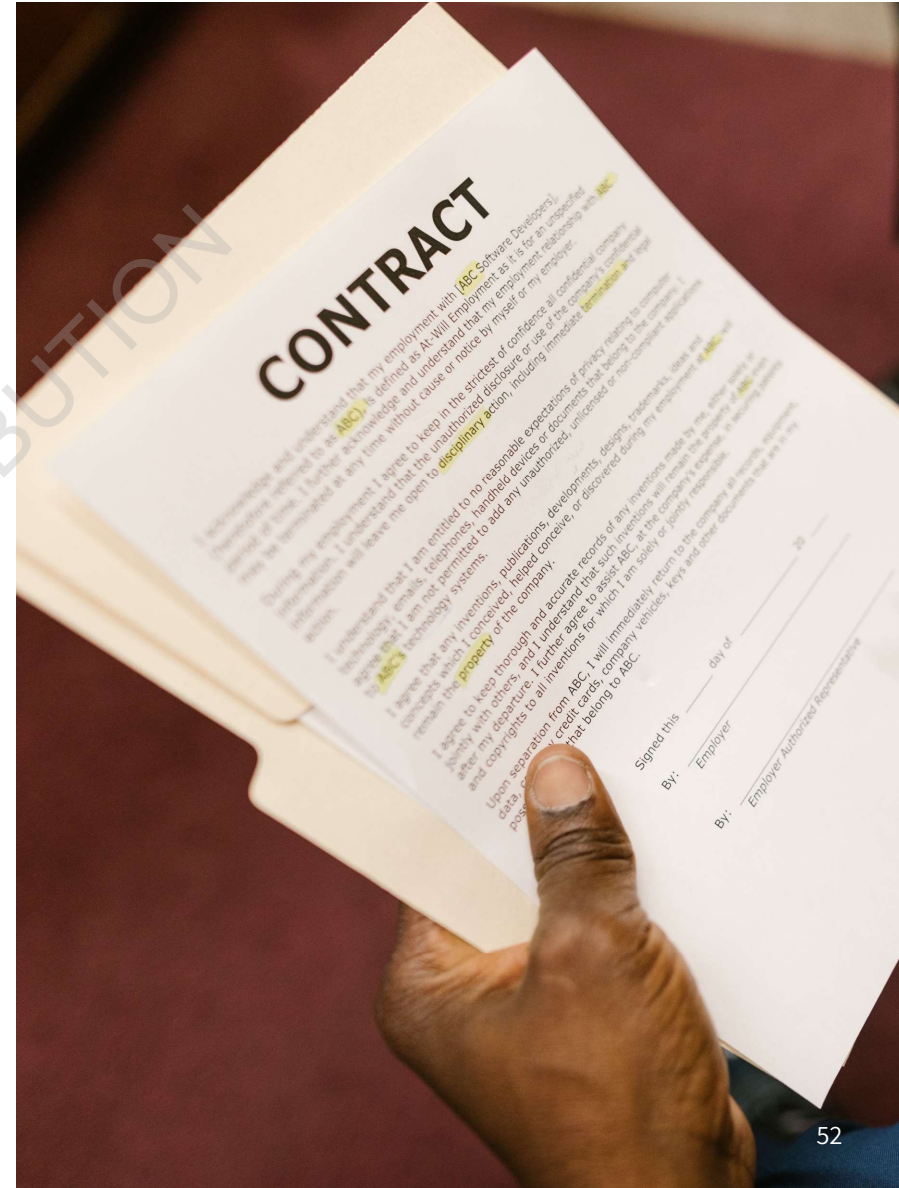 BUTION
CONTRACT
I acknowledge and understand that my employment with [ABC Software Developers],
(hereinafter referred to as ABC), is defined as At-Will Employment as it is for an unspecified
period of time. I further acknowledge and understand that my employment relationship with ABC
may be terminated at any time without cause or notice by myself or my employer.
During my employment I agree to keep in the strictest of confidence all confidential company
information. I understand that the unauthorized disclosure or use of the company's confidential
will leave me open to disciplinary action, including immediate termination and legal
action.
I understand that I am entitled to no reasonable expectations of privacy relating to computer
technology, emails, telephones, handheld devices or documents that belong to the company. I
agree that I am not permitted to add any unauthorized, unlicensed or non-compliant applications
to ABC's technology systems.
I agree that any inventions, publications, developments, designs, trademarks, ideas and
concepts which I conceived, helped conceive, or discovered during my employment at ABC, will
remain the property of the company.
I agree to keep thorough and accurate records of any inventions made by me, either solely or
jointly with others, and I understand that such inventions will remain the property of ABC even
after my departure. I further agree to assist ABC, at the company's expense, in securing patents
and copyrights to all inventions for which I am solely or jointly responsible.
Upon separation from ABC, I will immediately return to the company all records, equipment,
data, credit cards, company vehicles, keys and other documents that are in my
that belong to ABC.
Signed this day of 20
By:
Employer
By:
Employer Authorized Representative
52